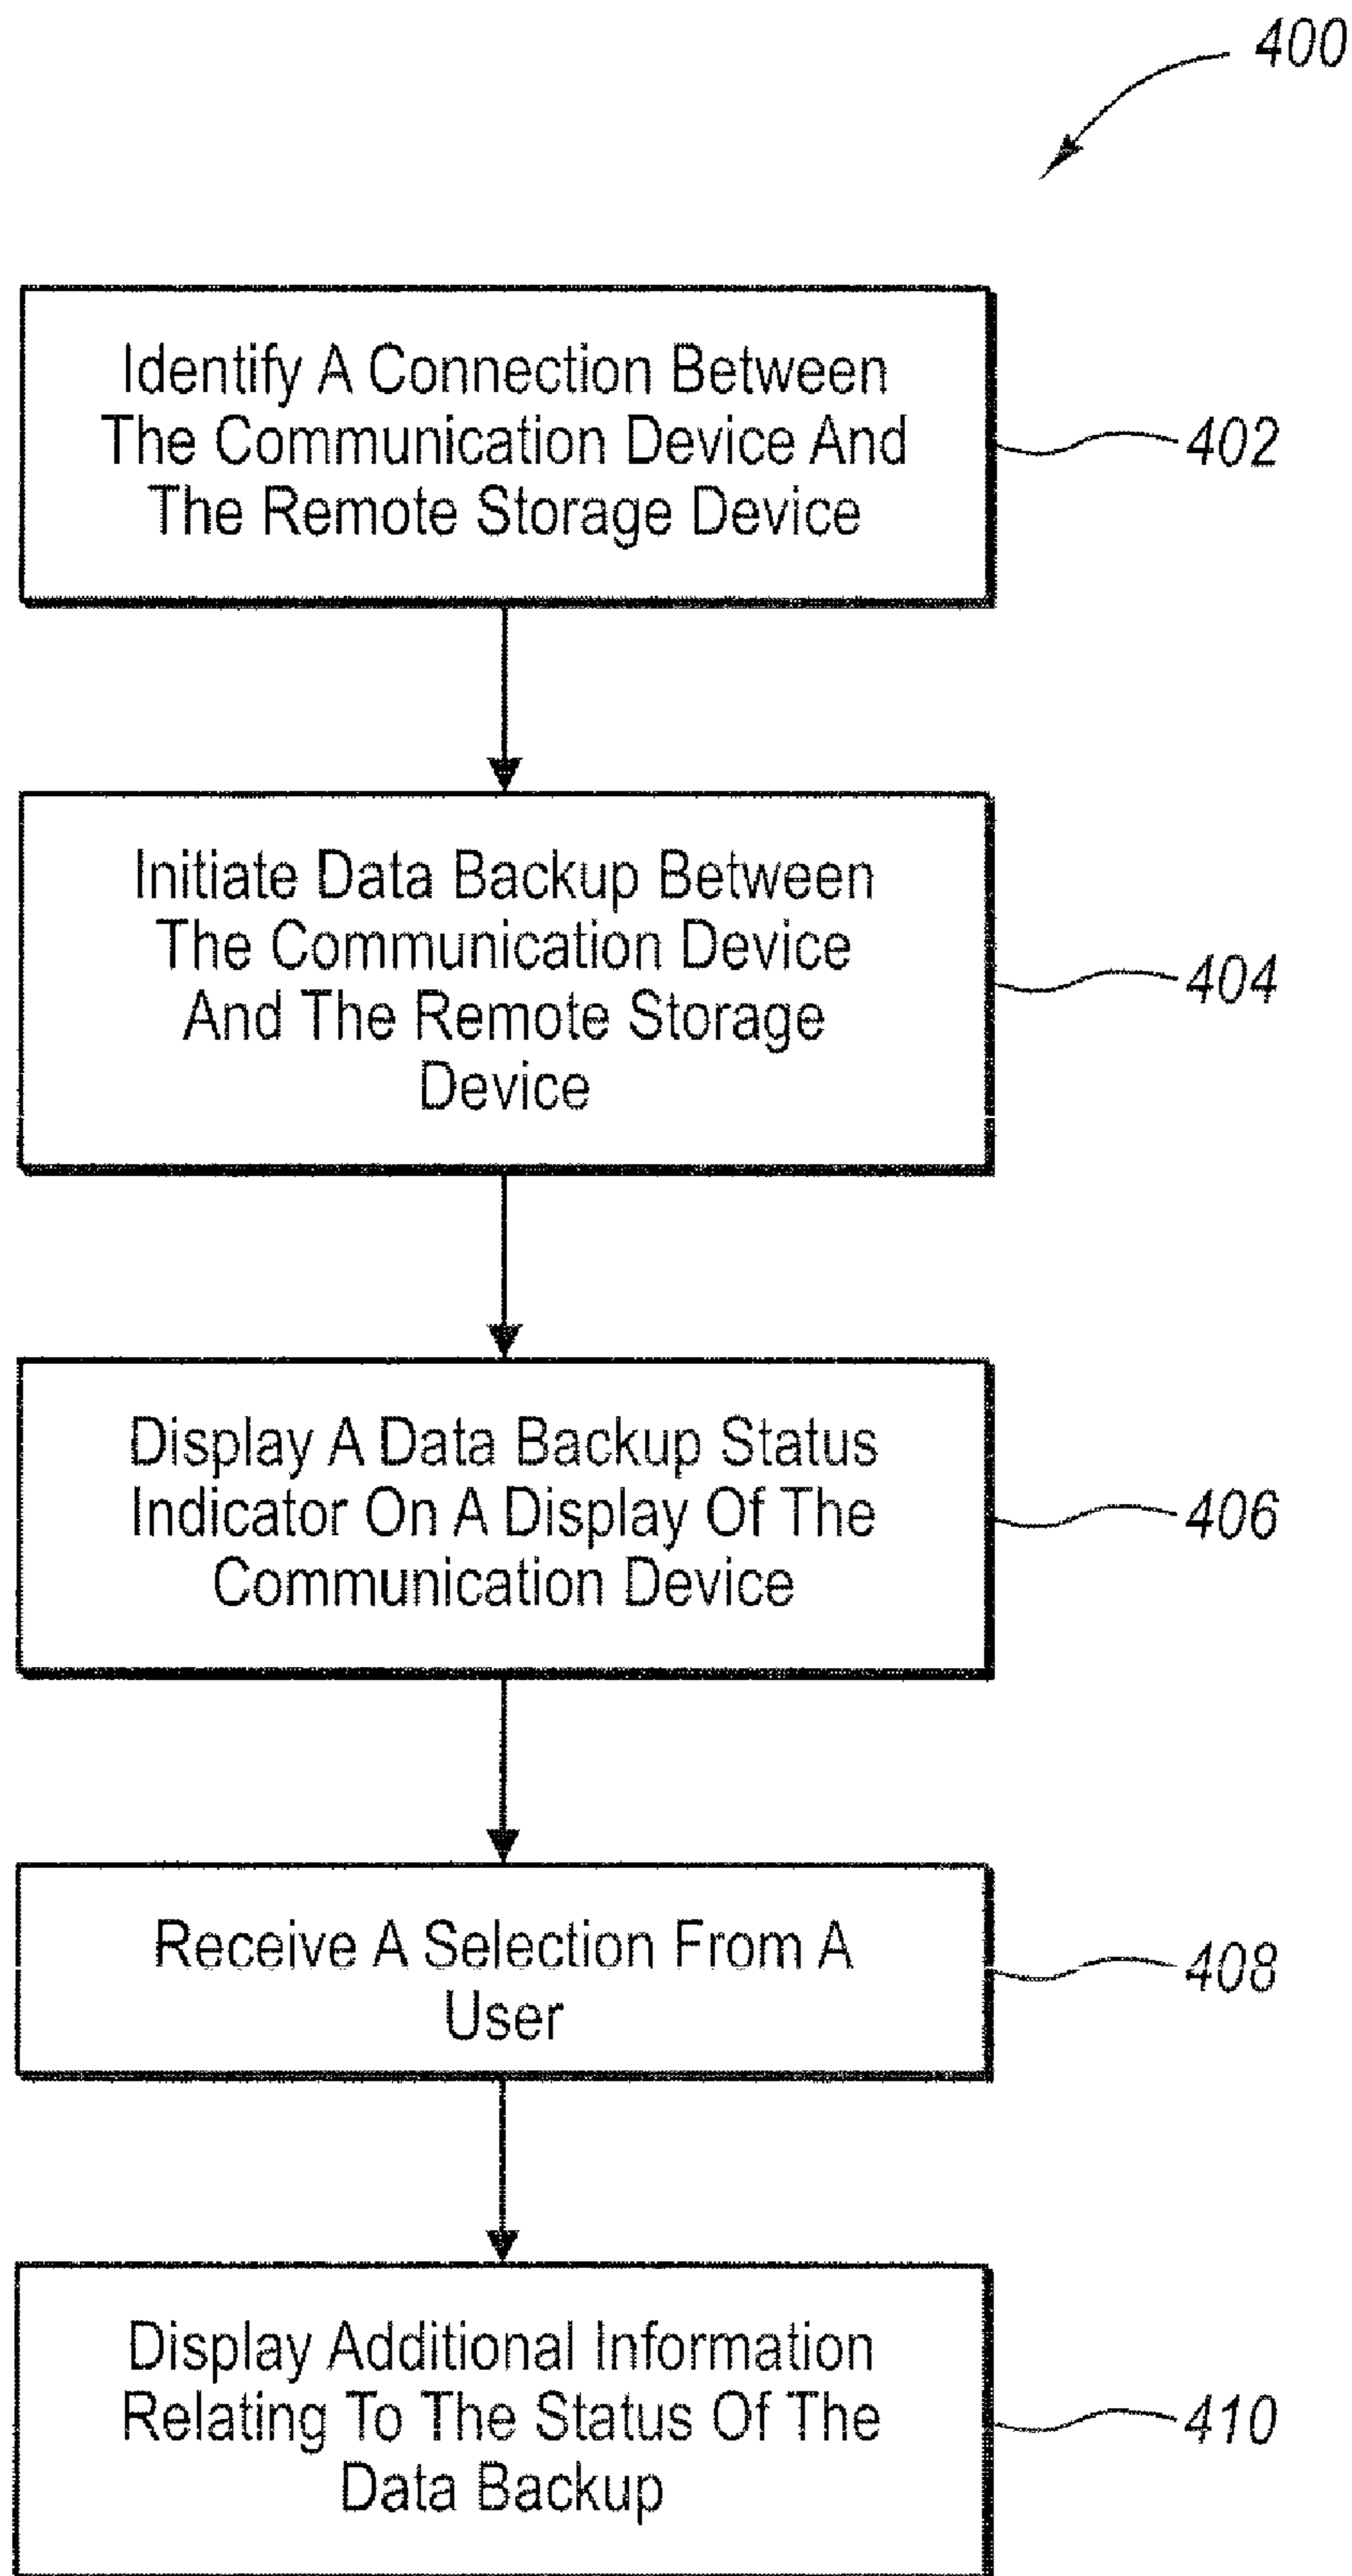 400
Identify A Connection Between
The Communication Device And
The Remote Storage Device
402
Initiate Data Backup Between
The Communication Device
And The Remote Storage
Device
404
Display A Data Backup Status
Indicator On A Display Of The
Communication Device
406
Receive A Selection From A
User
408
Display Additional Information
Relating To The Status Of The
Data Backup
410